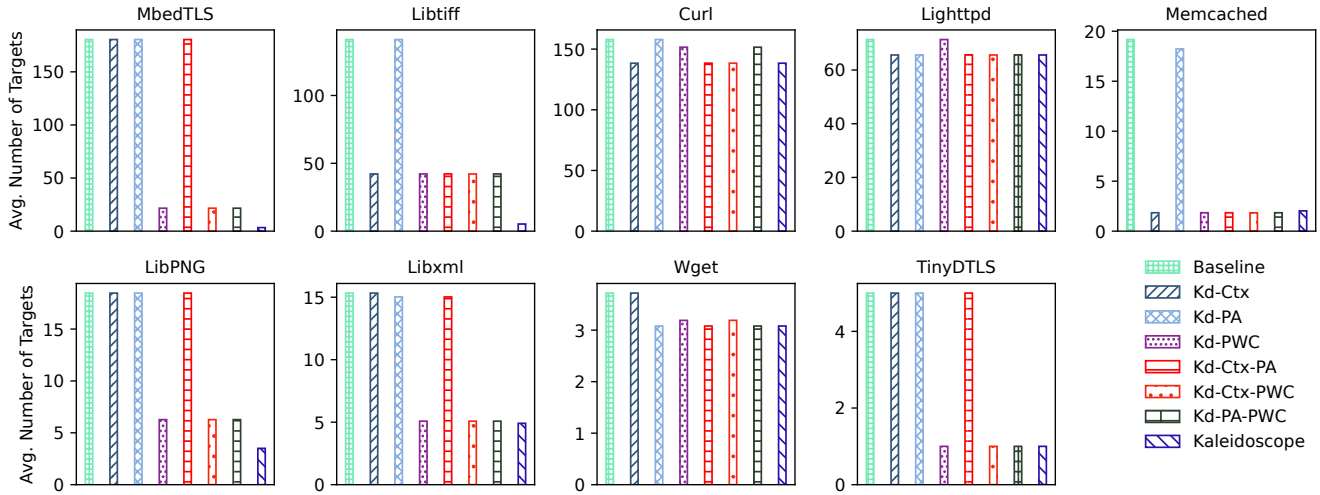 MbedTLS
Libtiff
Curl
Lighttpd
Memcached
Avg. Number of Targets
150
100
50
0
100
50
0
150
100
50
0
60
40
20
0
20
15
10
5
0
LibPNG
Libxml
Wget
TinyDTLS
Avg. Number of Targets
15
10
5
0
15
10
5
0
3
2
1
0
4
2
0
Baseline
Kd-Ctx
Kd-PA
Kd-PWC
Kd-Ctx-PA
Kd-Ctx-PWC
Kd-PA-PWC
Kaleidoscope